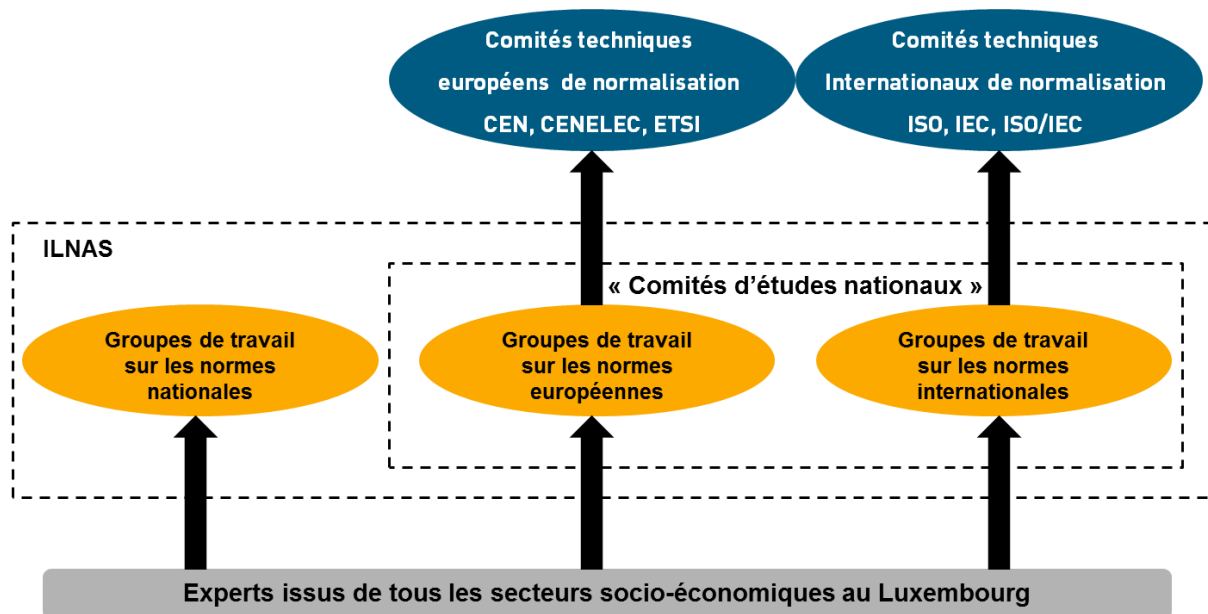 Comités techniques
européens de normalisation
CEN, CENELEC, ETSI
Comités techniques
Internationaux de normalisation
ISO, IEC, ISO/IEC
ILNAS
« Comités d’études nationaux »
Groupes de travail
sur les normes
nationales
Groupes de travail
sur les normes
européennes
Groupes de travail
sur les normes
internationales
Experts issus de tous les secteurs socio-économiques au Luxembourg